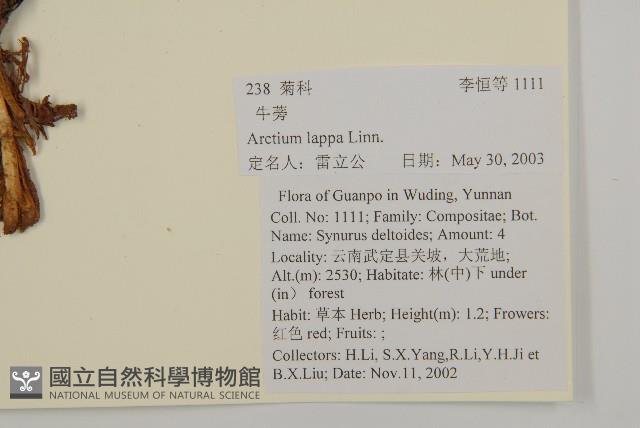 238 菊科 李恒等 1111
牛蒡
Arctium lappa Linn.
定名人：雷立公 日期：May 30, 2003
Flora of Guanpo in Wuding, Yunnan
Coll. No: 1111; Family: Compositae; Bot.
Name: Synurus deltoides; Amount: 4
Locality: 云南武定县关坡，大荒地;
Alt.(m): 2530; Habitate: 林(中)下 under
(in） forest
Habit: 草本 Herb; Height(m): 1.2; Frowers:
红色 red; Fruits: ;
Collectors: H.Li, S.X.Yang,R.Li,Y.H.Ji et
B.X.Liu; Date: Nov.11, 2002
國立自然科學博物館
NATIONAL MUSEUM OF NATURAL SCIENCE